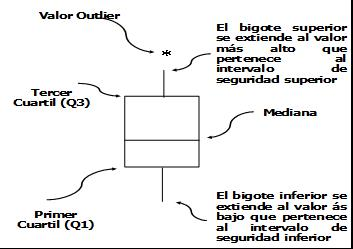 Valor Outlier
*
El bigote superior
se extiende al valor
más alto que
pertenece al
intervalo de
seguridad superior
Tercer
Cuartil (Q3)
Mediana
Primer
Cuartil (Q1)
El bigote inferior se
extiende al valor ás
bajo que pertenece
al intervalo de
seguridad inferior